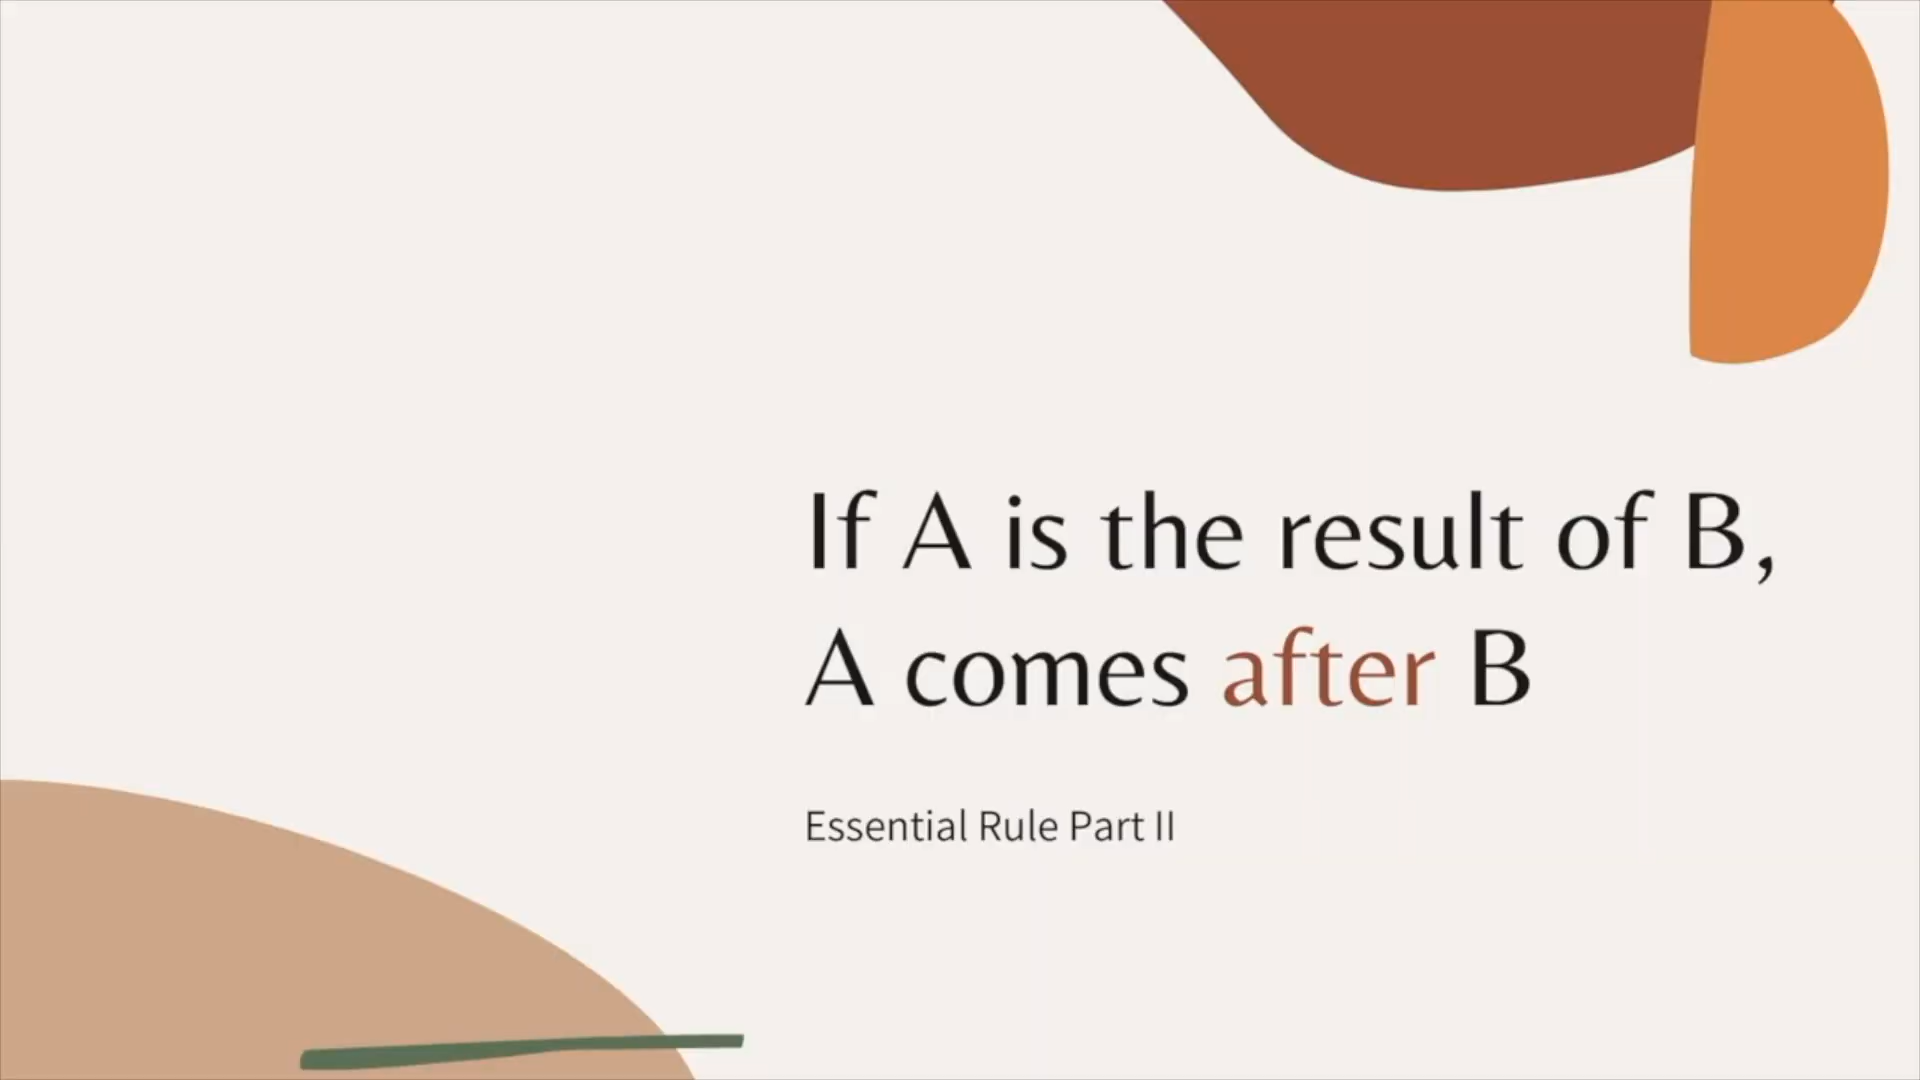 If A is the result of B,
A comes after B
Essential Rule Part II